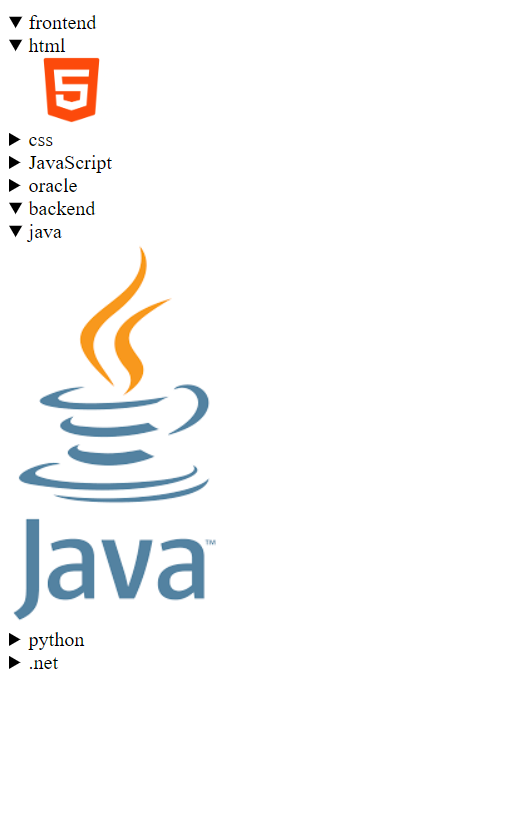 frontend
html
5
css
JavaScript
oracle
backend
java
Java™
python
.net